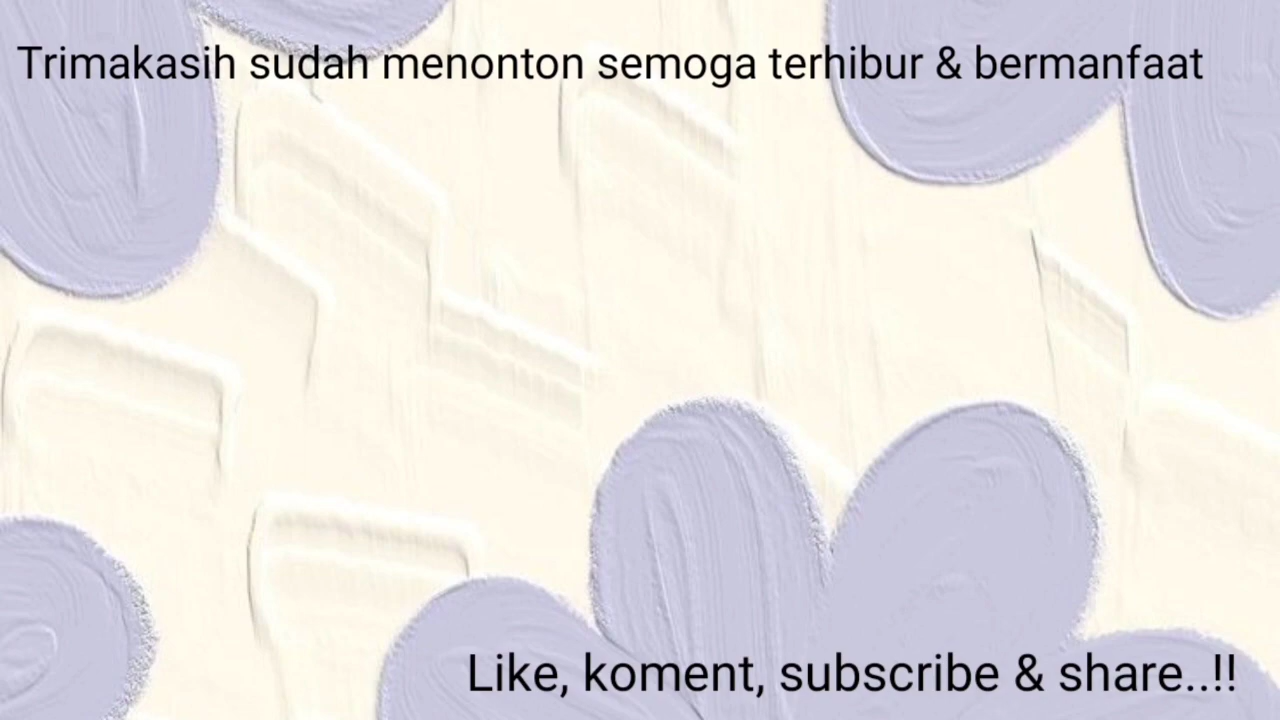 Trimakasih sudah menonton semoga terhibur & bermanfaat
Like, koment, subscribe & share..!!